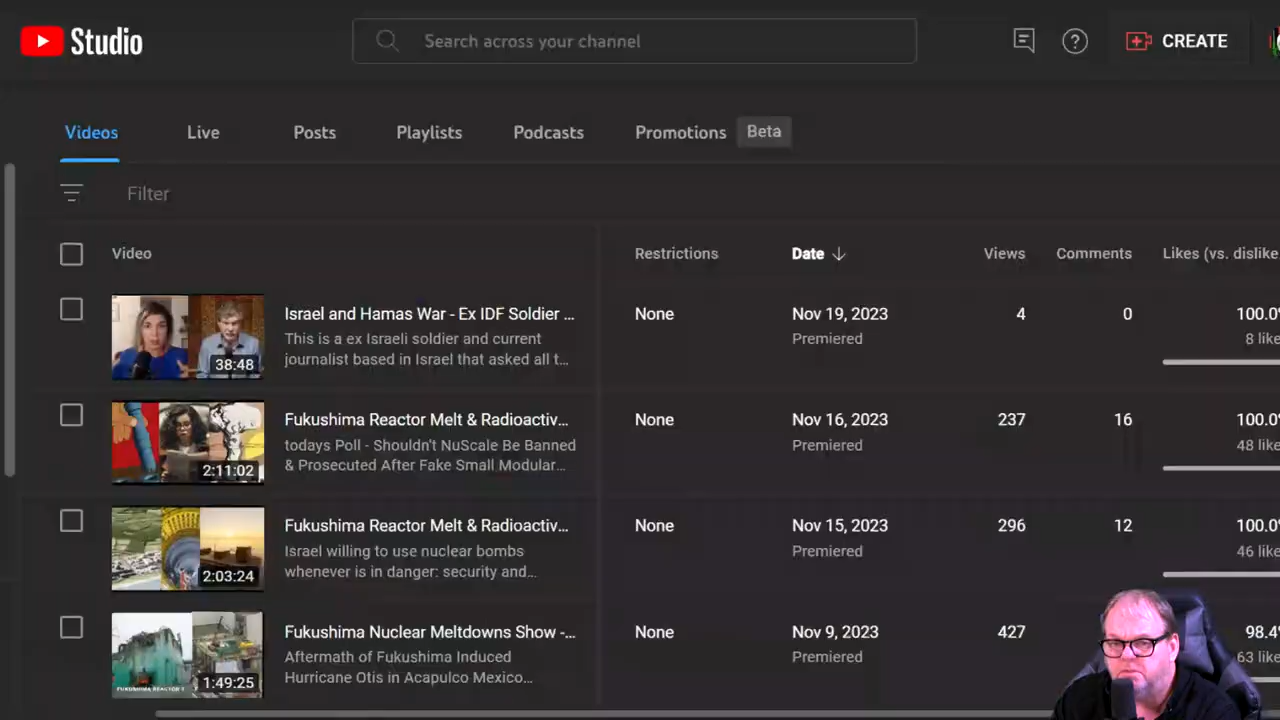 Studio
Search across your channel
CREATE
Videos Live Posts Playlists Podcasts Promotions Beta
Filter
Video Restrictions Date Views Comments Likes (vs. dislike
Israel and Hamas War - Ex IDF Soldier ... None Nov 19, 2023 4 0 100.0%
This is a ex Israeli soldier and current Premiered 8 like
journalist based in Israel that asked all t...
38:48
Fukushima Reactor Melt & Radioactiv... None Nov 16, 2023 237 16 100.0%
todays Poll - Shouldn't NuScale Be Banned Premiered 48 like
& Prosecuted After Fake Small Modular...
2:11:02
Fukushima Reactor Melt & Radioactiv... None Nov 15, 2023 296 12 100.0%
Israel willing to use nuclear bombs Premiered 46 like
whenever is in danger: security and...
2:03:24
Fukushima Nuclear Meltdowns Show -... None Nov 9, 2023 427 98.4
Aftermath of Fukushima Induced Premiered 63 like
Hurricane Otis in Acapulco Mexico...
FUKUSHIMA REACTOR
1:49:25